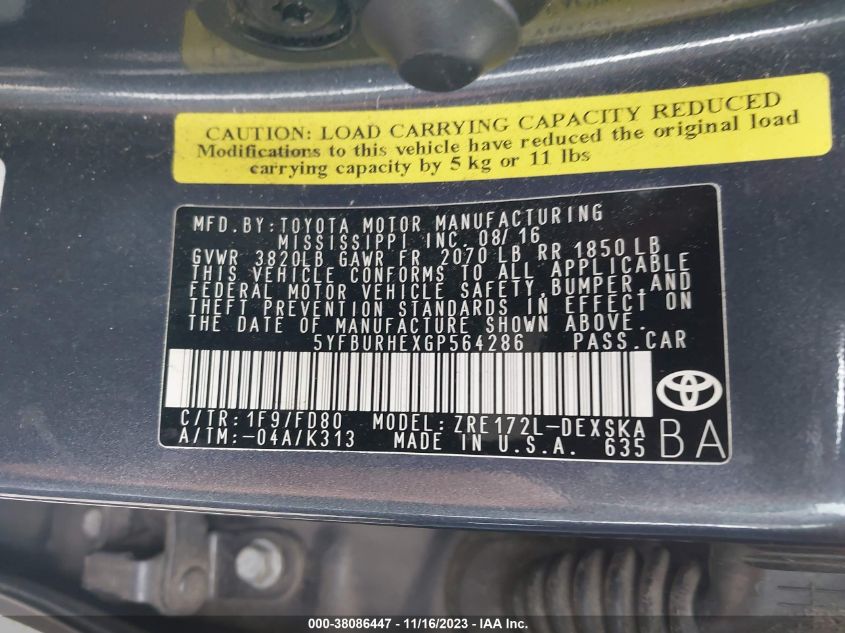 CAUTION: LOAD CARRYING CAPACITY REDUCED
Modifications to this vehicle have reduced the original load
carrying capacity by 5 kg or 11 lbs
MFD.BY:TOYOTA MOTOR MANUFACTURING
MISSISSIPPI INC. 08/16
GVWR 3820LB GAWR FR 2070 LB RR 1850 LB
THIS VEHICLE CONFORMS TO ALL APPLICABLE
FEDERAL MOTOR VEHICLE SAFETY,BUMPER,AND
THEFT PREVENTION STANDARDS IN EFFECT ON
THE DATE OF MANUFACTURE SHOWN ABOVE.
5YFBURHEXGP564286 PASS.CAR
C/TR:1F9/FD80 MODEL:ZRE172L-DEXSKA
A/TM:-04A/K313 MADE IN U.S.A. 635 BA
000-38086447 - 11/16/2023 - IAA Inc.